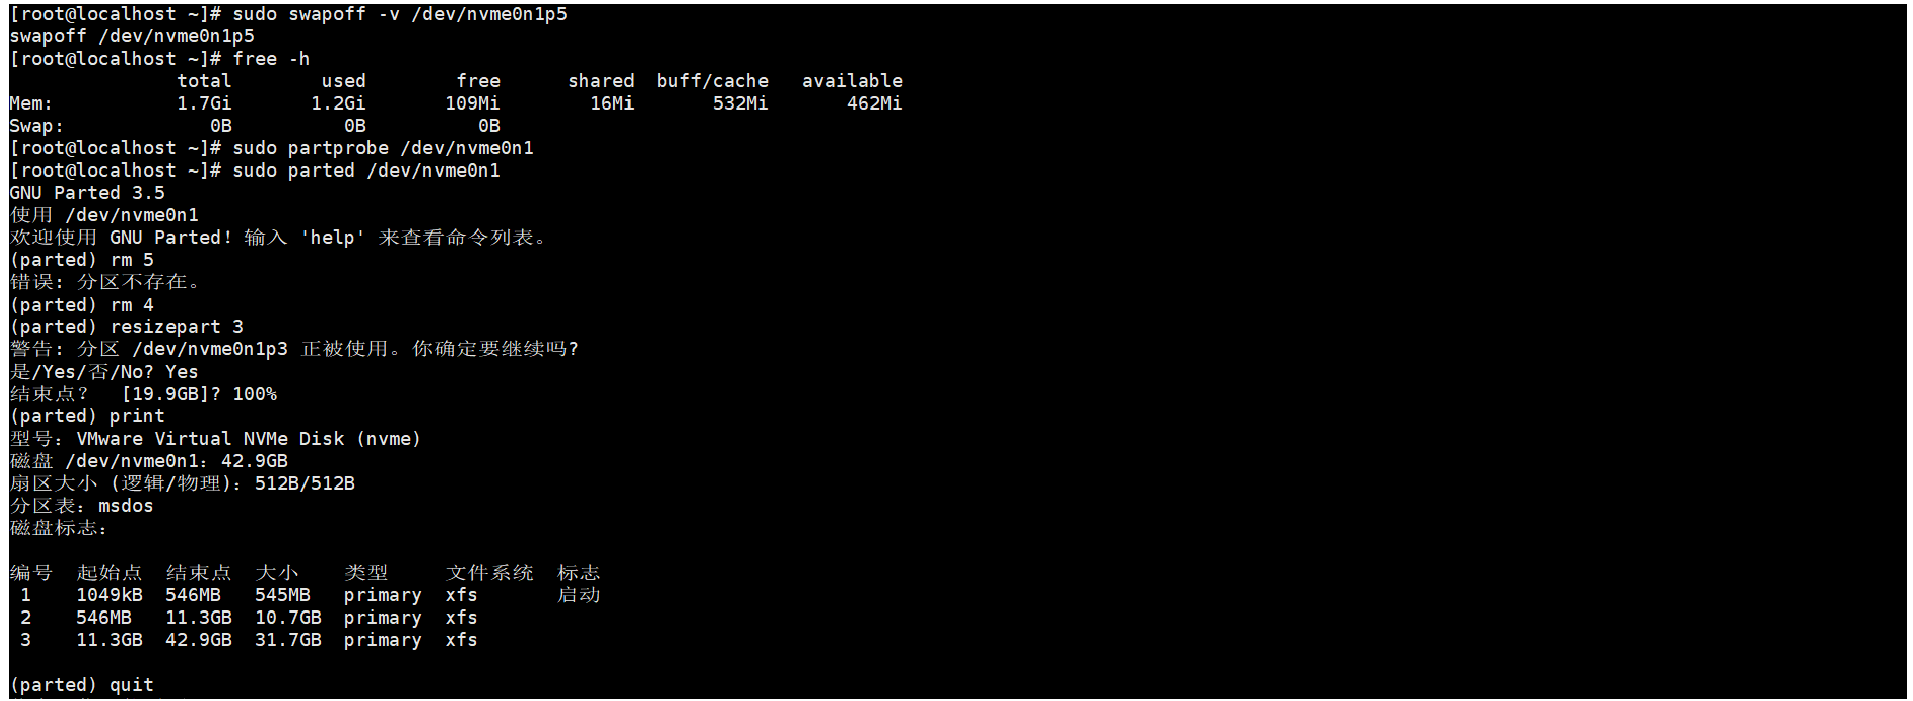 [root@localhost ~]# sudo swapoff -v /dev/nvme0n1p5
swapoff /dev/nvme0n1p5
[root@localhost ~]# free -h
total used free shared buff/cache available
Mem: 1.7Gi 1.2Gi 109Mi 16Mi 532Mi 462Mi
Swap: 0B 0B 0B
[root@localhost ~]# sudo partprobe /dev/nvme0n1
[root@localhost ~]# sudo parted /dev/nvme0n1
GNU Parted 3.5
使用 /dev/nvme0n1
欢迎使用 GNU Parted! 输入 'help' 来查看命令列表。
(parted) rm 5
错误: 分区不存在。
(parted) rm 4
(parted) resizepart 3
警告: 分区 /dev/nvme0n1p3 正被使用。你确定要继续吗?
是/Yes/否/No? Yes
结束点? [19.9GB]? 100%
(parted) print
型号: VMware Virtual NVMe Disk (nvme)
磁盘 /dev/nvme0n1: 42.9GB
扇区大小 (逻辑/物理): 512B/512B
分区表: msdos
磁盘标志:
编号 起始点 结束点 大小 类型 文件系统 标志
1 1049kB 546MB 545MB primary xfs 启动
2 546MB 11.3GB 10.7GB primary xfs
3 11.3GB 42.9GB 31.7GB primary xfs
(parted) quit